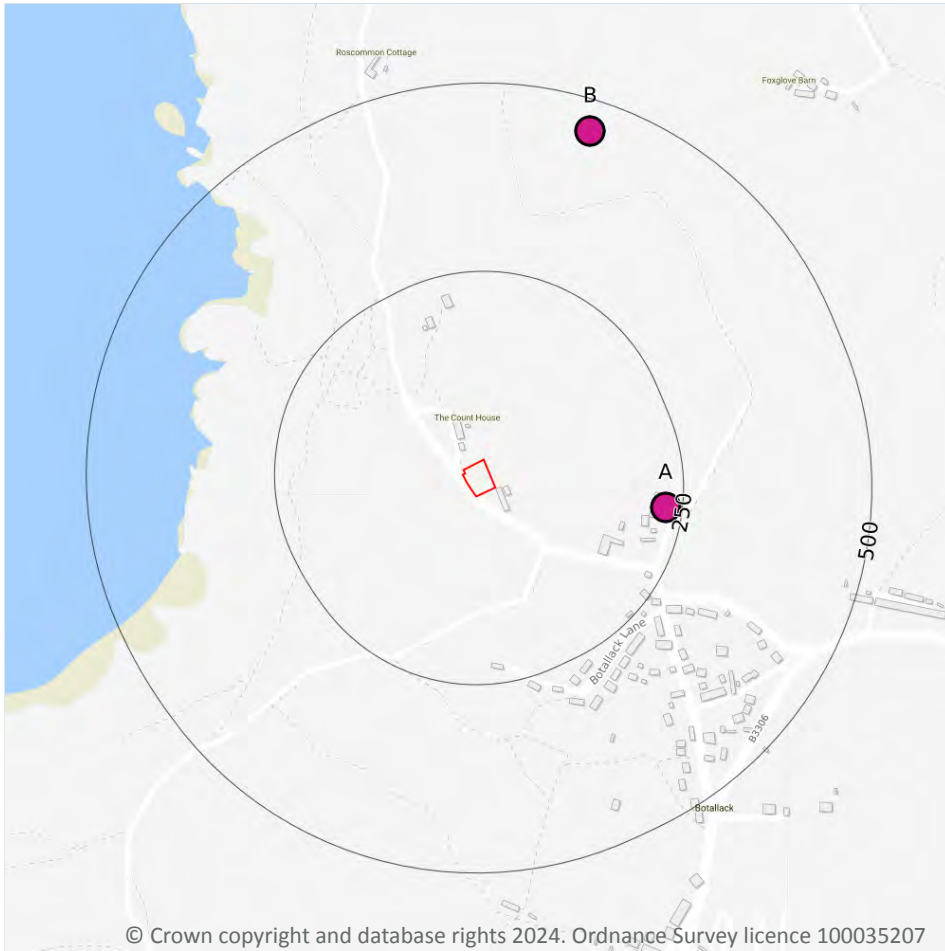 Roscommon Cottage
Foxglove Barn
B
The Count House
A
250
500
Botallack Lane
B3306
Botallack
© Crown copyright and database rights 2024. Ordnance Survey licence 100035207